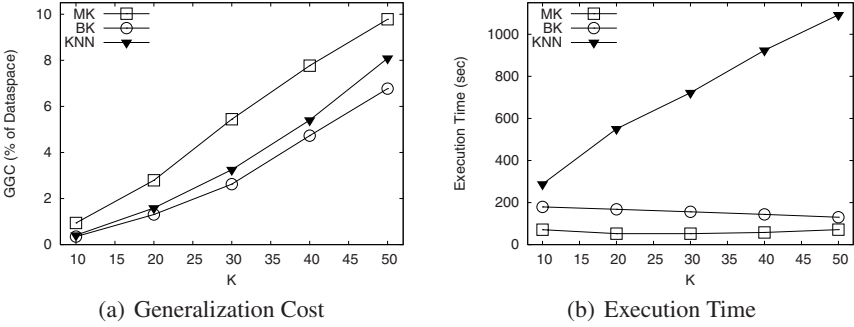 GGC (% of Dataspace)
10
8
6
4
2
0
MK
BK
KNN
10 15 20 25 30 35 40 45 50
K
(a) Generalization Cost
Execution Time (sec)
1000
800
600
400
200
0
MK
BK
KNN
10 15 20 25 30 35 40 45 50
K
(b) Execution Time